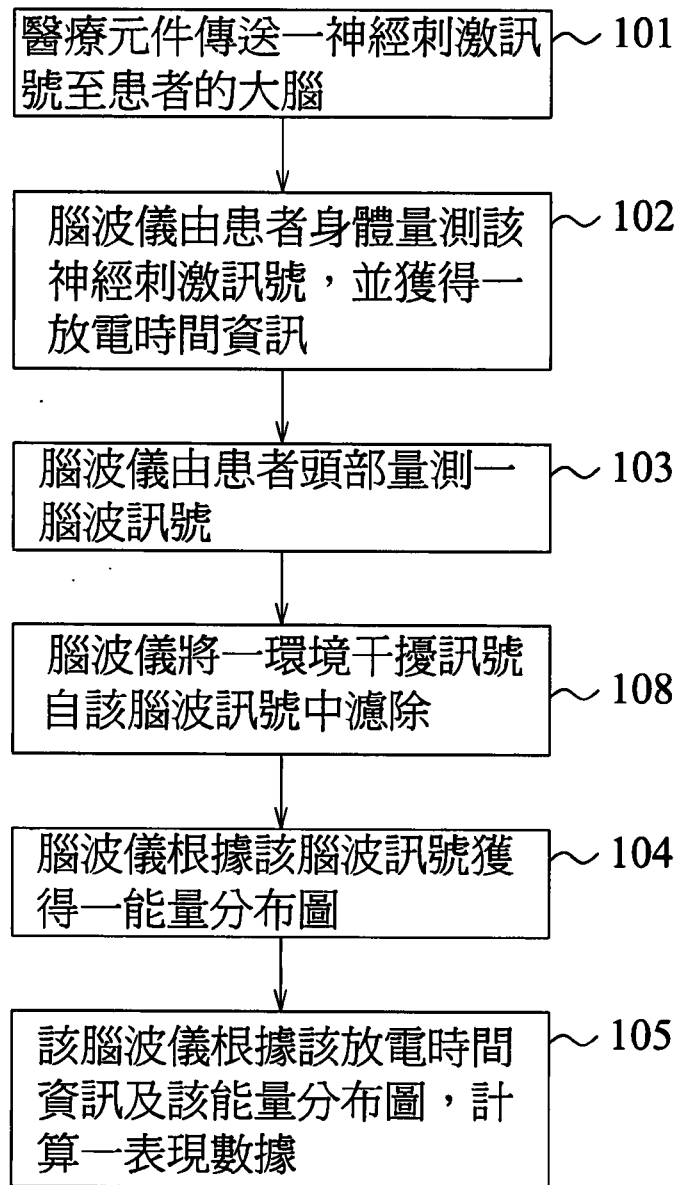 醫療元件傳送一神經刺激訊
號至患者的大腦
101
腦波儀由患者身體量測該
神經刺激訊號，並獲得一
放電時間資訊
102
腦波儀由患者頭部量測一
腦波訊號
103
腦波儀將一環境干擾訊號
自該腦波訊號中濾除
108
腦波儀根據該腦波訊號獲
得一能量分布圖
104
該腦波儀根據該放電時間
資訊及該能量分布圖，計
算一表現數據
105